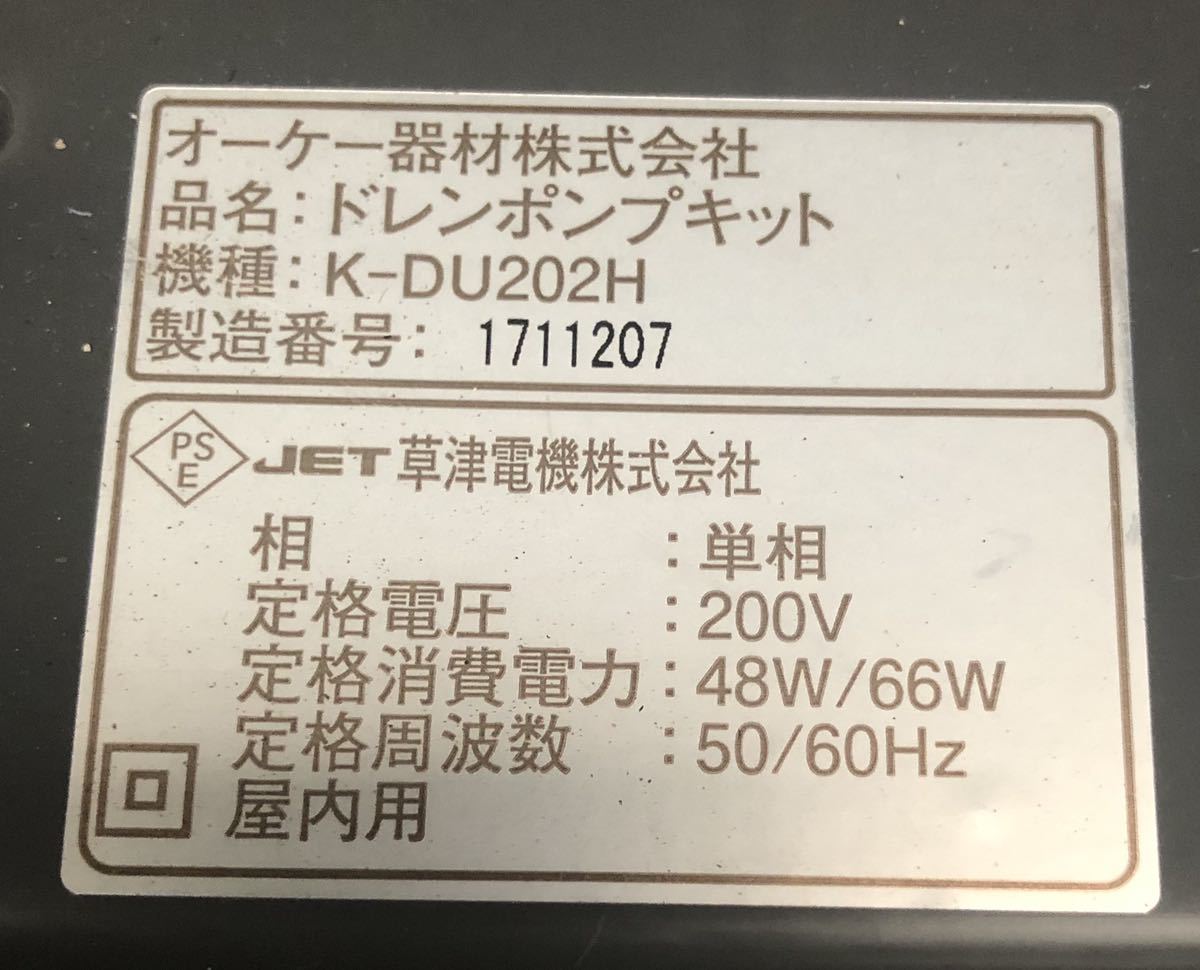 オーケー器材株式会社
品名：ドレンポンプキット
機種：K-DU202H
製造番号： 1711207
PS
E
JET 草津電機株式会社
相 ：単相
定格電圧 ：200V
定格消費電力：48W/66W
定格周波数 ：50/60Hz
屋内用